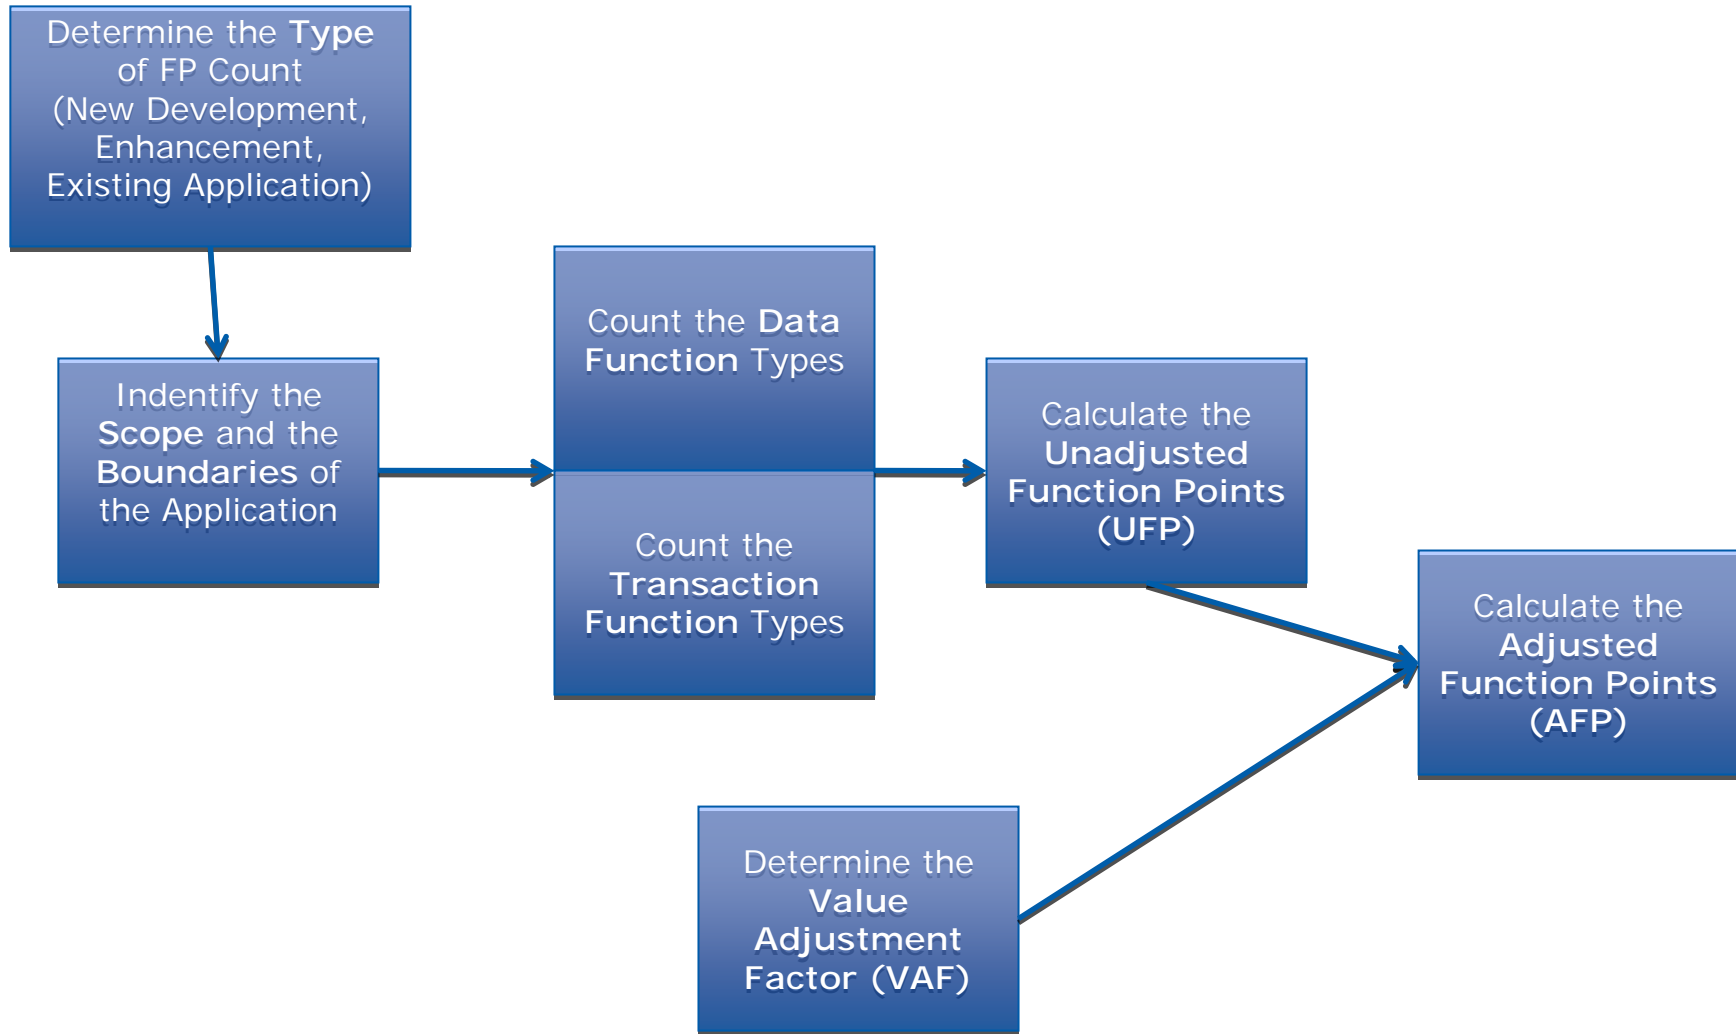 Determine the Type
of FP Count
(New Development,
Enhancement,
Existing Application)
Indentify the
Scope and the
Boundaries of
the Application
Count the Data
Function Types
Count the
Transaction
Function Types
Calculate the
Unadjusted
Function Points
(UFP)
Calculate the
Adjusted
Function Points
(AFP)
Determine the
Value
Adjustment
Factor (VAF)